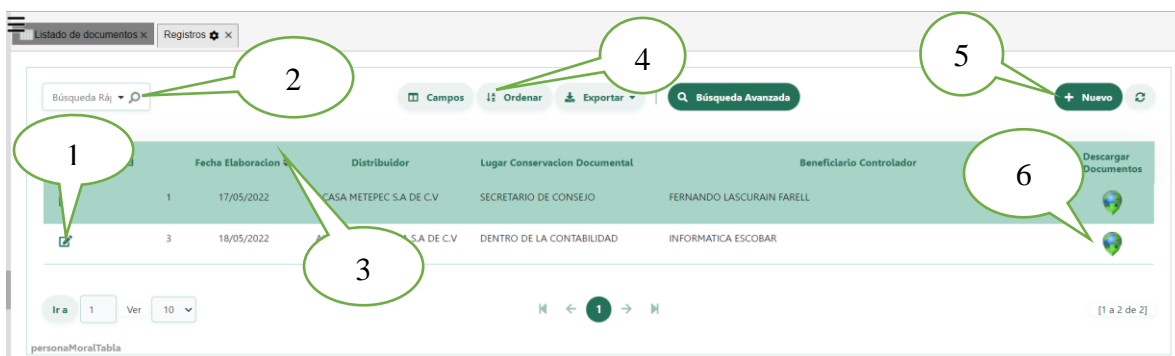 Listado de documentos × Registros ×
2
4
5
Búsqueda Ráp
Campos Ordenar Exportar Búsqueda Avanzada
+ Nuevo
1
Fecha Elaboracion Distribuidor Lugar Conservacion Documental Beneficiario Controlador Descargar Documentos
6
1 17/05/2022 CASA METEPEC S.A DE C.V SECRETARIO DE CONSEJO FERNANDO LASCURAIN FARELL
3 18/05/2022 S.A DE C.V DENTRO DE LA CONTABILIDAD INFORMATICA ESCOBAR
3
Ir a 1 Ver 10 1 [1 a 2 de 2]
personaMoralTabla